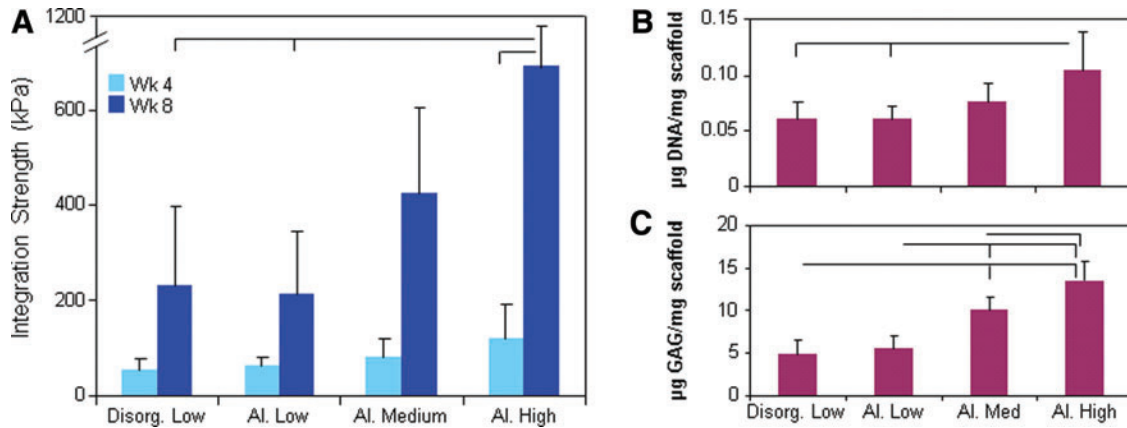 A
Integration Strength (kPa)
1200
600
400
200
0
Wk 4
Wk 8
Disorg. Low
Al. Low
Al. Medium
Al. High
B
µg DNA/mg scaffold
0.15
0.10
0.05
0
C
µg GAG/mg scaffold
20
15
10
5
0
Disorg. Low
Al. Low
Al. Med
Al. High